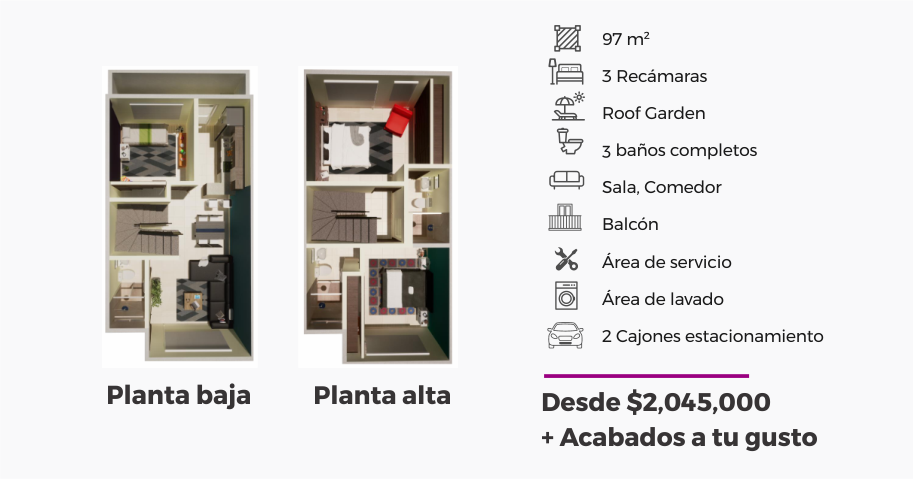 97 m²
3 Recámaras
Roof Garden
3 baños completos
Sala, Comedor
Balcón
Área de servicio
Área de lavado
2 Cajones estacionamiento
Planta baja
Planta alta
Desde $2,045,000
+ Acabados a tu gusto